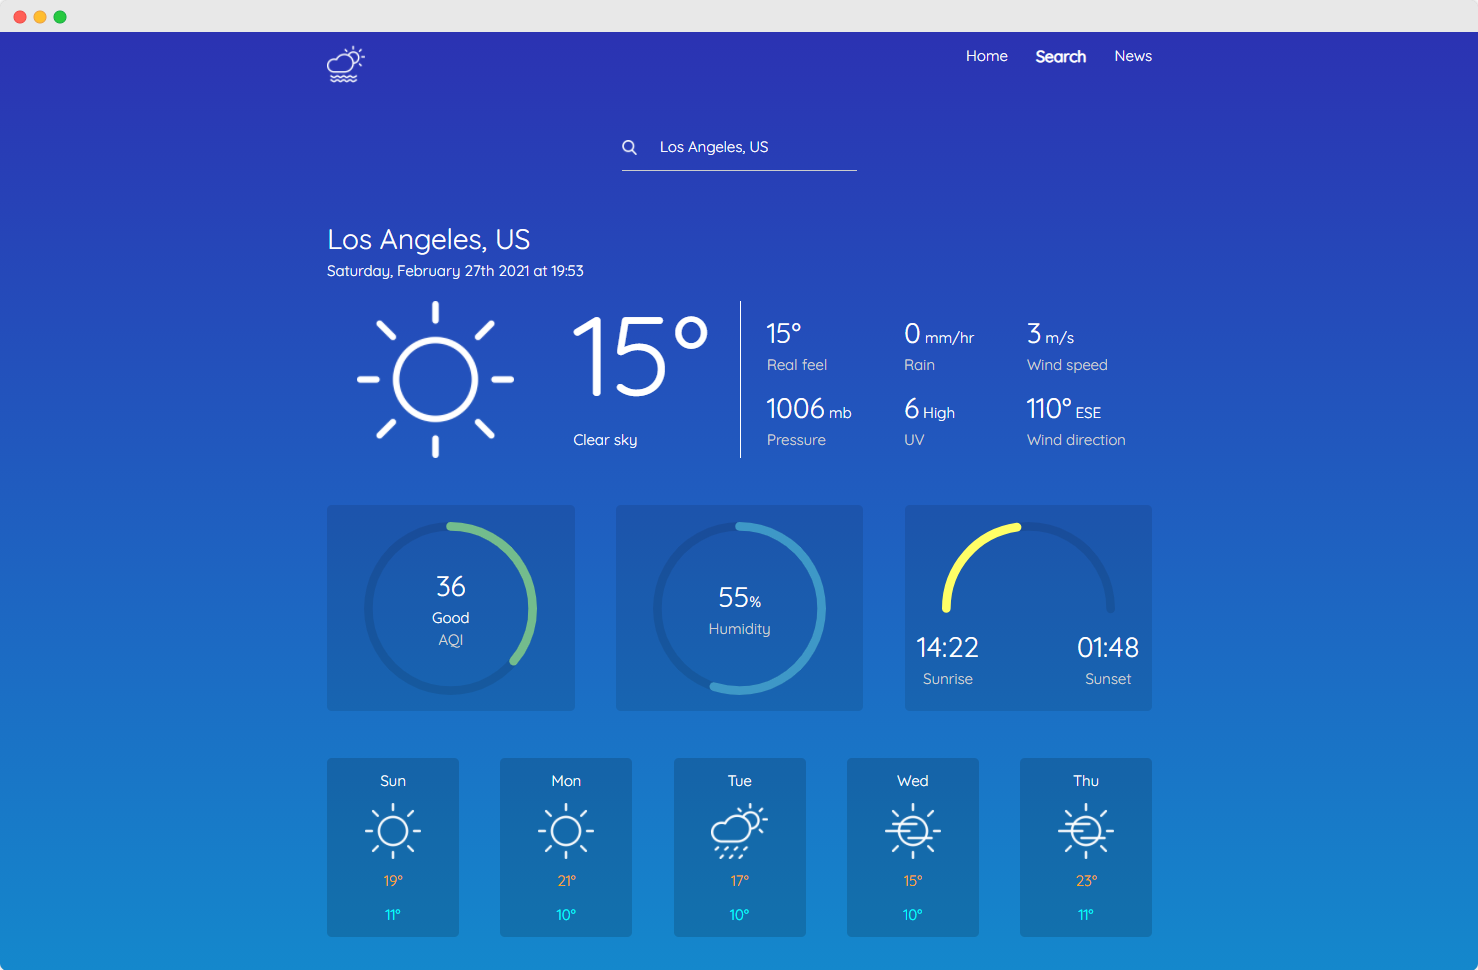 Home Search News
Los Angeles, US
Los Angeles, US
Saturday, February 27th 2021 at 19:53
15°
Clear sky
15°
Real feel
0 mm/hr
Rain
3 m/s
Wind speed
1006 mb
Pressure
6 High
UV
110° ESE
Wind direction
36
Good
AQI
55%
Humidity
14:22
Sunrise
01:48
Sunset
Sun
19°
11°
Mon
21°
10°
Tue
17°
10°
Wed
15°
10°
Thu
23°
11°